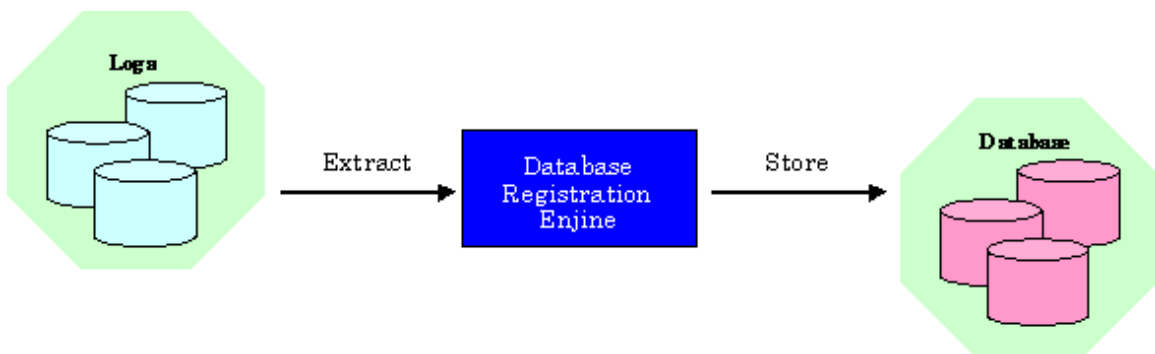 Logs
Extract
Database
Registration
Enjine
Store
Database